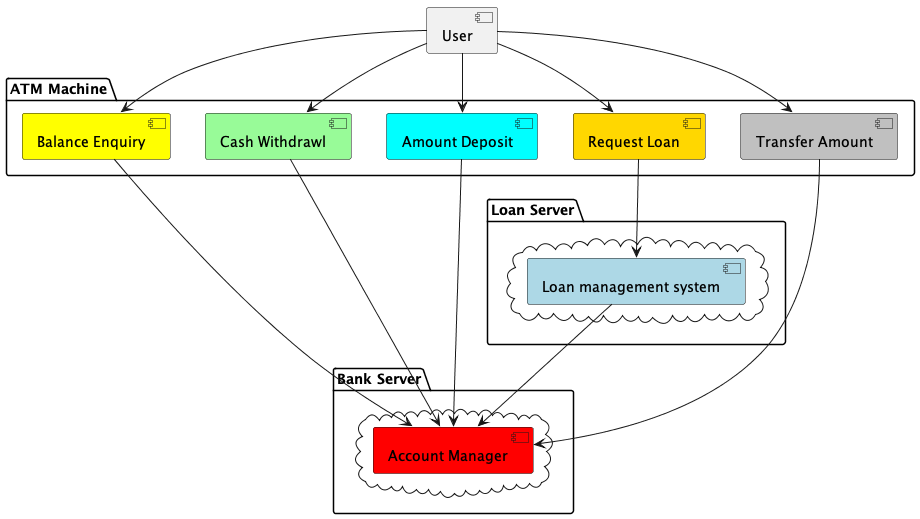 User
ATM Machine
Balance Enquiry
Cash Withdrawl
Amount Deposit
Request Loan
Transfer Amount
Loan Server
Loan management system
Bank Server
Account Manager